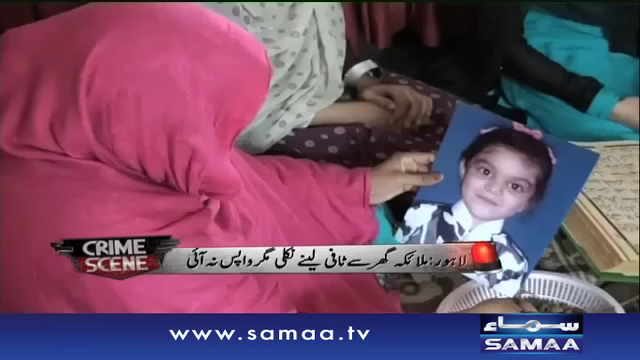 CRIME
SCENE
لاہور: ملائکہ گھر سے ٹافی لینے نکلی مگر واپس نہ آئی
www.samaa.tv
سماء
SAMAA